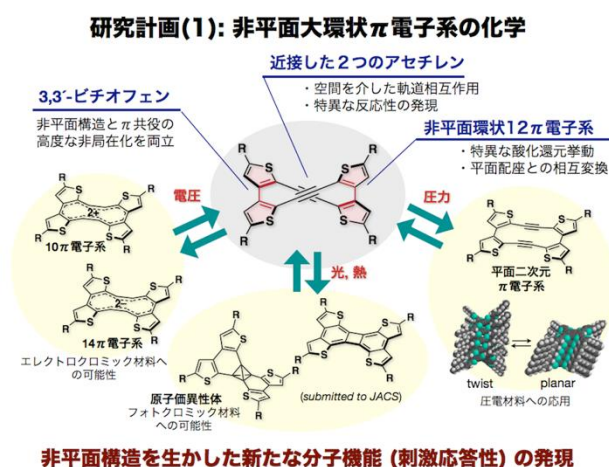 研究計画(1): 非平面大環状π電子系の化学
近接した２つのアセチレン
・空間を介した軌道相互作用
・特異な反応性の発現
3,3´-ビチオフェン
非平面構造とπ共役の
高度な非局在化を両立
非平面環状12π電子系
・特異な酸化還元挙動
・平面配座との相互変換
R
R
S
S
S
S
R
R
電圧
圧力
光, 熱
R
R
S
S
2+
S
S
R
R
10π電子系
R
R
S
S
2-
S
S
R
R
14π電子系
エレクトロクロミック材料へ
の可能性
R
R
S
S
S
S
R
R
原子価異性体
フォトクロミック材料
への可能性
R
R
S
S
S
S
R
R
(submitted to JACS)
R
R
S
S
S
S
R
R
平面二次元
π電子系
twist
planar
圧電材料への応用
非平面構造を生かした新たな分子機能 (刺激応答性) の発現